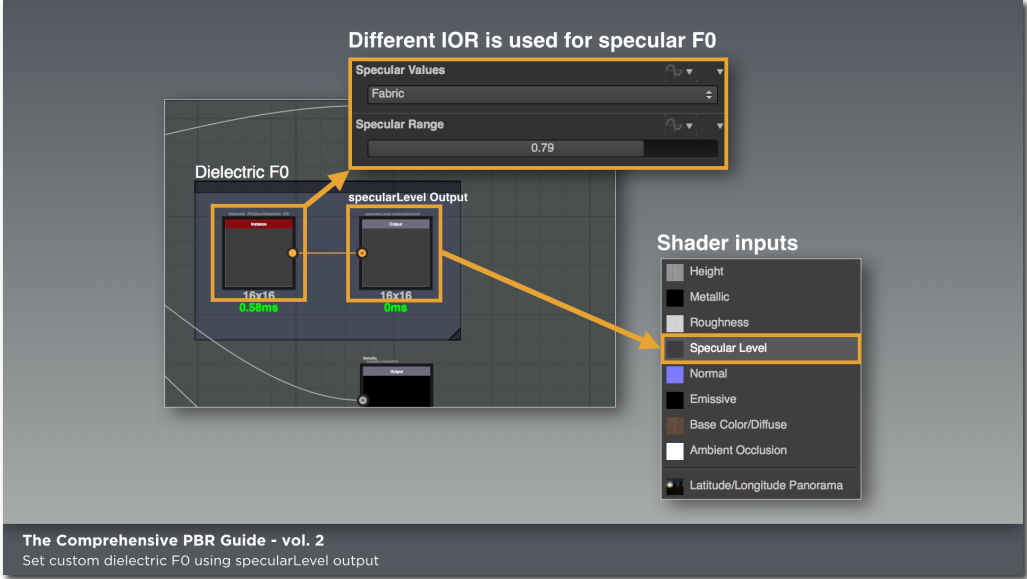 Different IOR is used for specular F0
Specular Values
Fabric
Specular Range
0.79
Dielectric F0
specularLevel Output
Instance
Output
16x16
16x16
0.58ms
0ms
Metallic
Output
Shader inputs
Height
Metallic
Roughness
Specular Level
Normal
Emissive
Base Color/Diffuse
Ambient Occlusion
Latitude/Longitude Panorama
The Comprehensive PBR Guide - vol. 2
Set custom dielectric F0 using specularLevel output